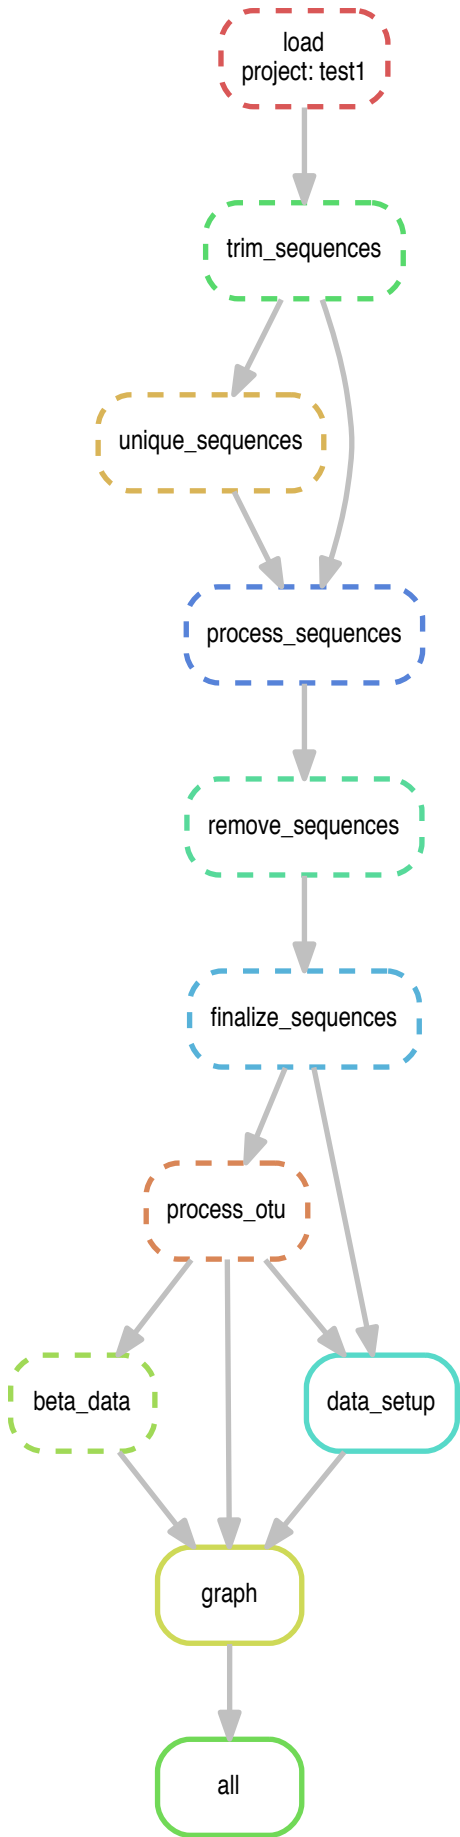 load
project: test1
trim_sequences
unique_sequences
process_sequences
remove_sequences
finalize_sequences
process_otu
beta_data
data_setup
graph
all